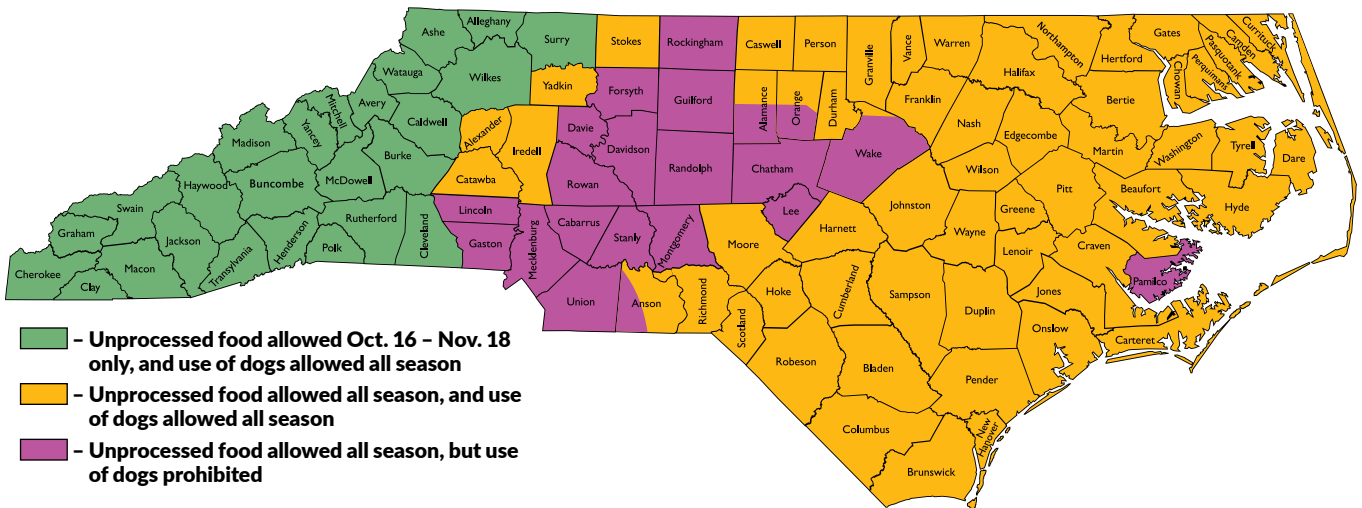 Alleghany
Ashe
Surry
Stokes
Rockingham
Caswell
Person
Granville
Vance
Warren
Northampton
Gates
Currituck
Camden
Pasquotank
Perquimans
Chowan
Hertford
Halifax
Watauga
Wilkes
Yadkin
Forsyth
Guilford
Alamance
Orange
Durham
Franklin
Bertie
Mitchell
Avery
Yancey
Caldwell
Alexander
Iredell
Davie
Davidson
Nash
Edgecombe
Madison
Burke
Wake
Martin
Washington
Tyrell
Dare
Haywood
Buncombe
McDowell
Catawba
Rowan
Randolph
Chatham
Wilson
Pitt
Beaufort
Hyde
Swain
Rutherford
Cleveland
Lincoln
Lee
Johnston
Greene
Graham
Jackson
Transylvania
Henderson
Polk
Gaston
Mecklenburg
Cabarrus
Stanly
Montgomery
Moore
Harnett
Wayne
Lenoir
Craven
Pamilco
Cherokee
Clay
Macon
Union
Anson
Richmond
Scotland
Hoke
Cumberland
Sampson
Duplin
Jones
Onslow
Carteret
Robeson
Bladen
Pender
Columbus
New
Hanover
Brunswick
– Unprocessed food allowed Oct. 16 – Nov. 18
only, and use of dogs allowed all season
– Unprocessed food allowed all season, and use
of dogs allowed all season
– Unprocessed food allowed all season, but use
of dogs prohibited